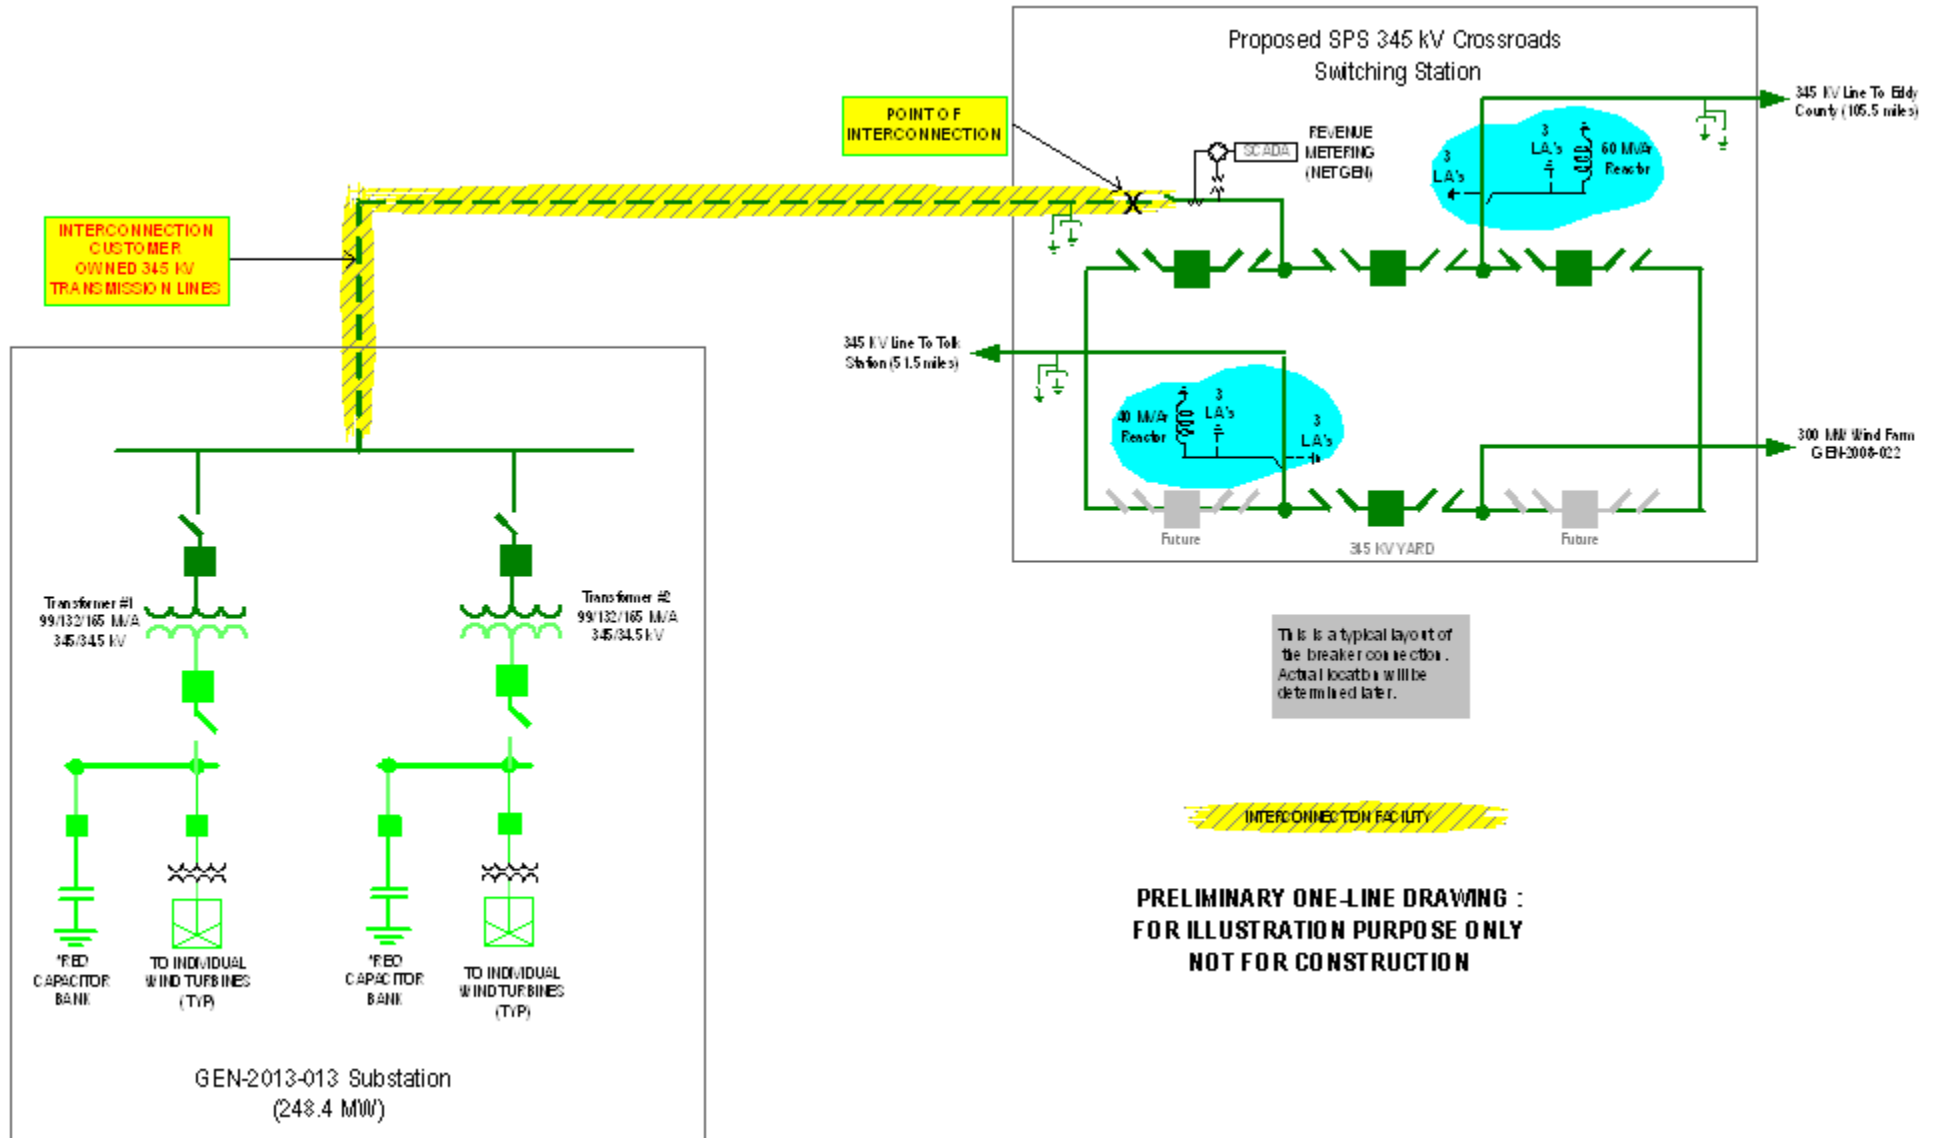 Proposed SPS 345 kV Crossroads
Switching Station
345 KV Line To Eddy
County (105.5 miles)
POINT OF
INTERCONNECTION
REVENUE
METERING
(NET GEN)
SCADA
3
LA's
3
LA's
60 MVAr
Reactor
INTERCONNECTION
CUSTOMER
OWNED 345 kV
TRANSMISSION LINES
345 KV Line To Tolk
Station (51.5 miles)
40 MVAr
Reactor
3
LA's
3
LA's
300 MW Wind Farm
GEN-2008-022
Future
345 KV YARD
Future
Transformer #1
99/132/165 MVA
345/34.5 kV
Transformer #2
99/132/165 MVA
345/34.5 kV
This is a typical layout of
the breaker connection.
Actual location will be
determined later.
INTERCONNECTION FACILITY
PRELIMINARY ONE-LINE DRAWING :
FOR ILLUSTRATION PURPOSE ONLY
NOT FOR CONSTRUCTION
CAPACITOR
BANK
TO INDIVIDUAL
WIND TURBINES
(TYP)
CAPACITOR
BANK
TO INDIVIDUAL
WIND TURBINES
(TYP)
GEN-2013-013 Substation
(248.4 MW)